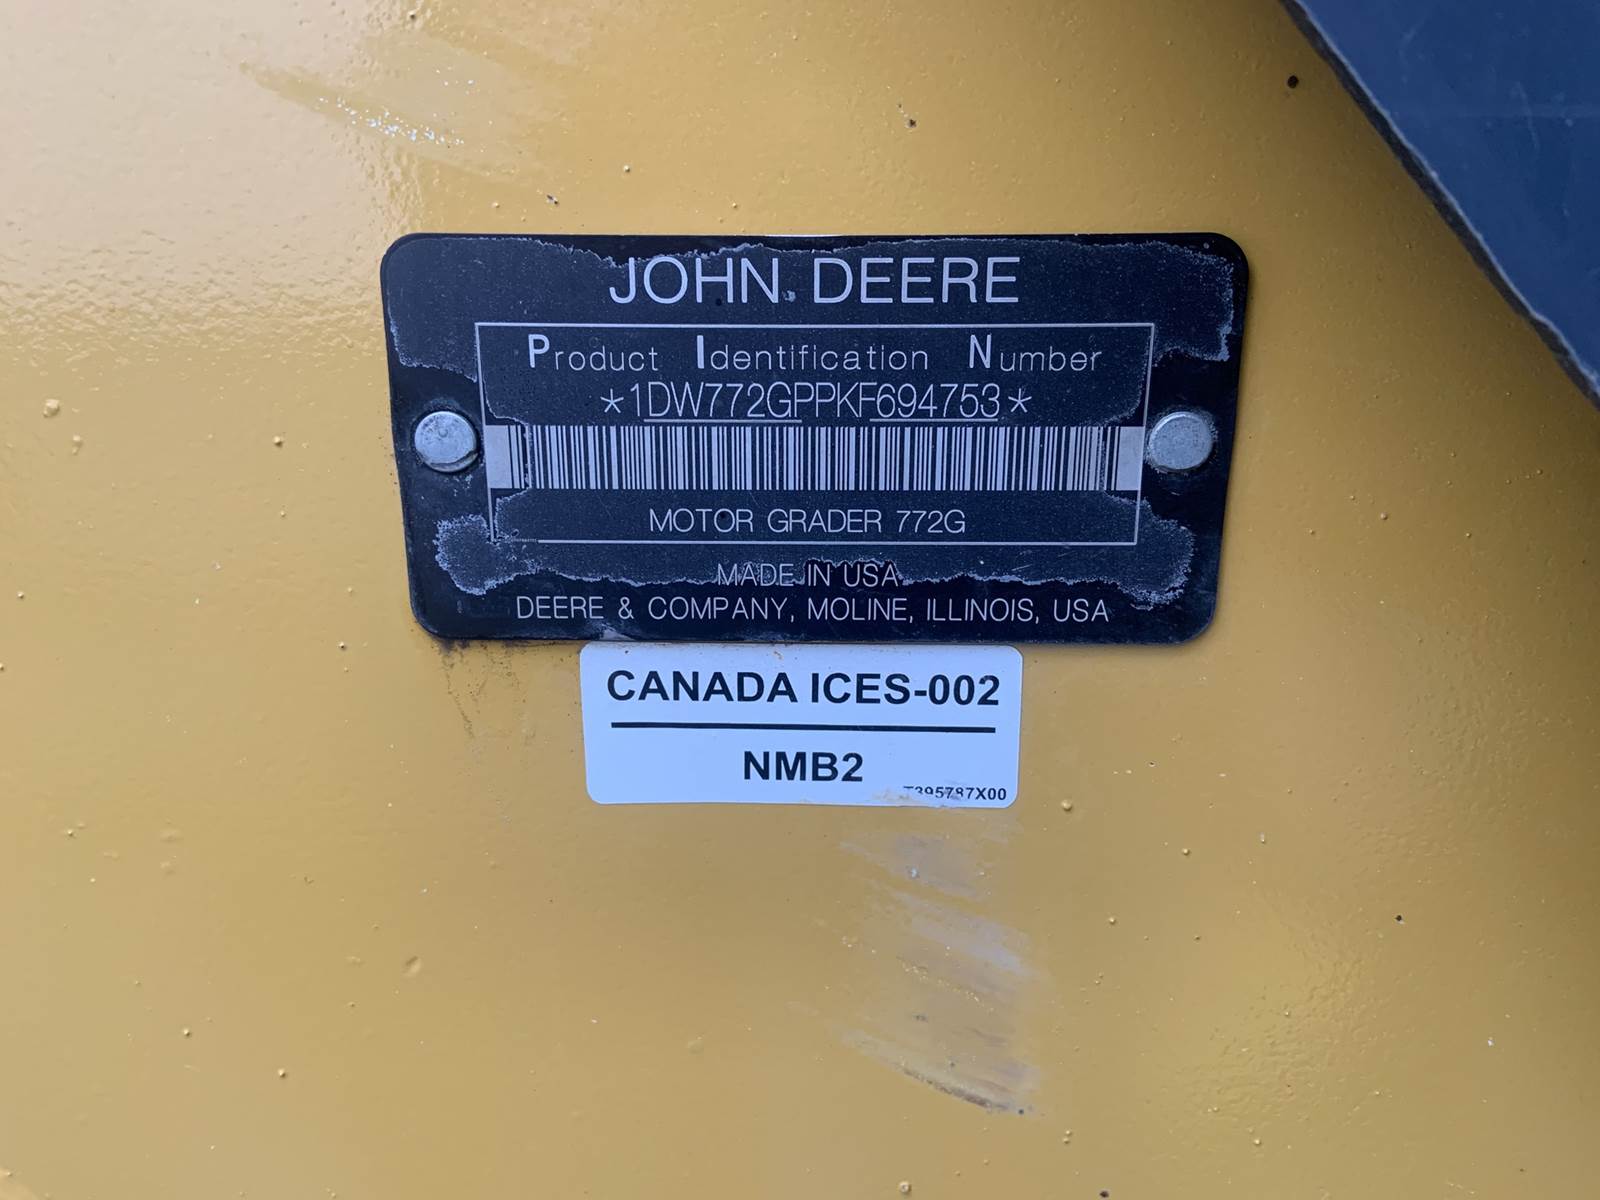 JOHN DEERE
Product Identification Number
*1DW772GPPKF694753*
MOTOR GRADER 772G
MADE IN USA
DEERE & COMPANY, MOLINE, ILLINOIS, USA
CANADA ICES-002
NMB2
T395787X00